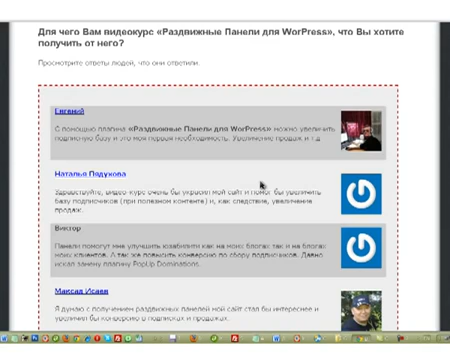 Для чего Вам видеокурс «Раздвижные Панели для WorPress», что Вы хотите
получить от него?
Просмотрите ответы людей, что они ответили.
Евгений
С помощью плагина «Раздвижные Панели для WorPress» можно увеличить
подписную базу и это моя первая необходимость. Увеличение продаж и т.д
Наталья
Здравствуйте, видео-курс очень бы украсил мой сайт и помог бы увеличить
базу подписчиков (при полезном контенте) и, как следствие, увеличение
продаж.
Виктор
Панели помогут мне улучшить юзабилити как на моих блогах так и на блогах
моих клиентов. А так же повысить конверсию по сбору подписчиков. Давно
искал замену плагину PopUp Dominations.
Максад Исаев
Я думаю с получением раздвижных панелей мой сайт стал бы интереснее и
увеличил бы конверсию в подписках и продажах.